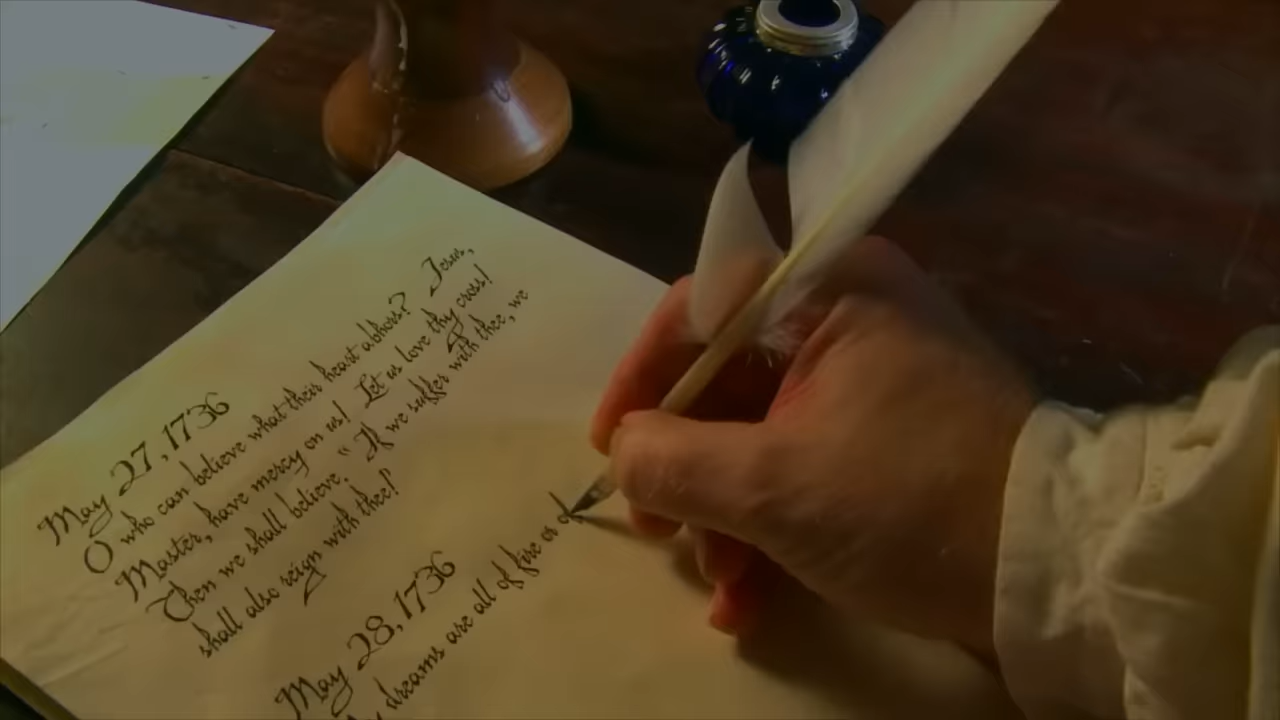 May 27, 1736
O who can believe what their heart abhors? Jesus,
Master, have mercy on us! Let us love thy cross!
Then we shall believe. "If we suffer with thee, we
shall also reign with thee!
May 28, 1736
dreams are all of fire or of